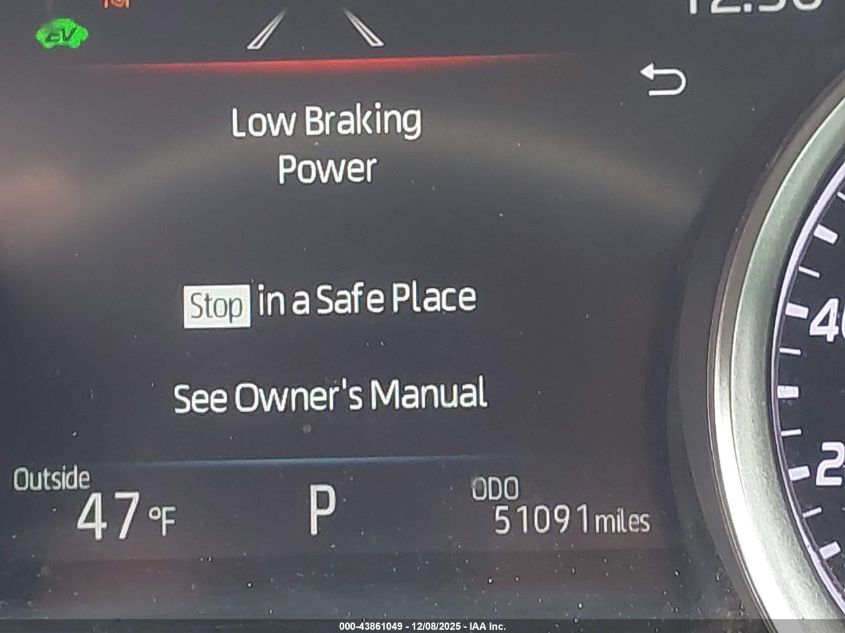 EV
Low Braking
Power
Stop in a Safe Place
See Owner's Manual
Outside
47 °F
P
ODO
51091 miles
000-43861049 - 12/08/2025 - IAA Inc.